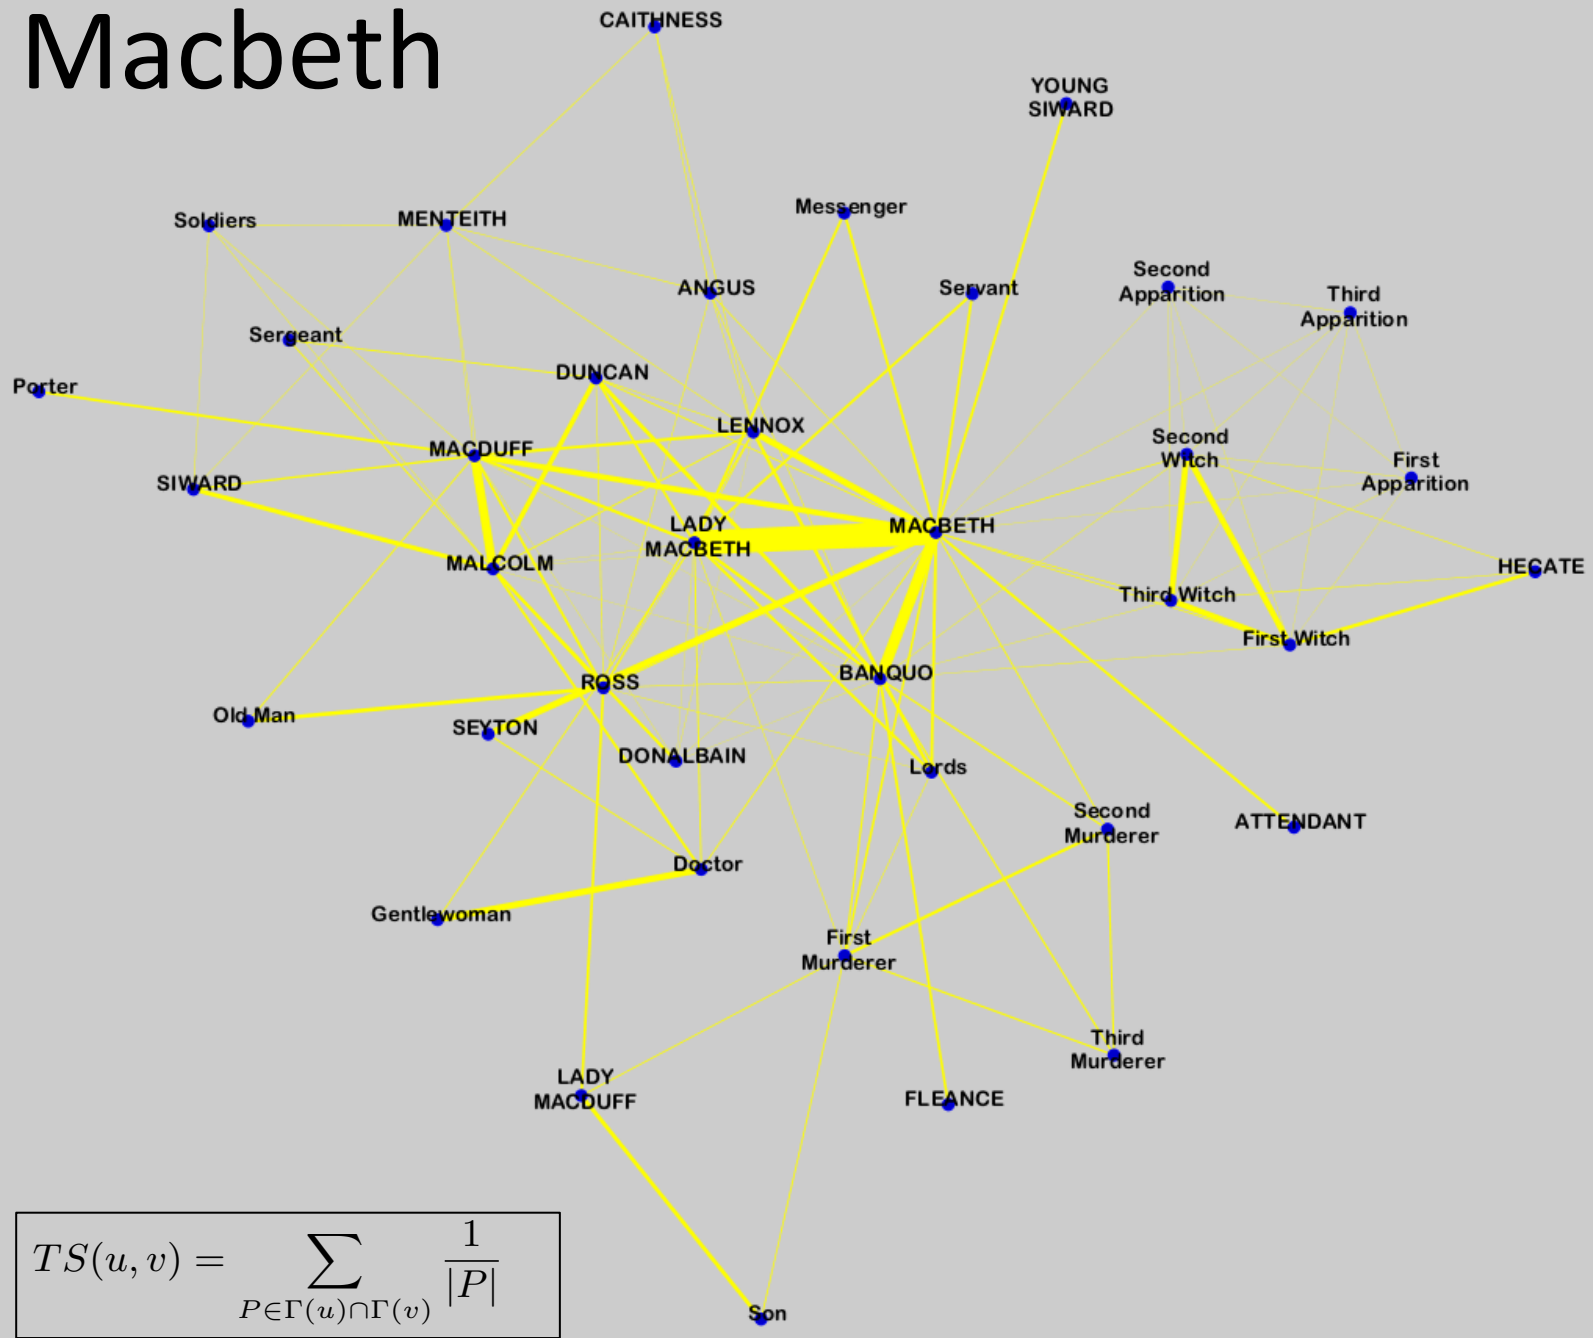 Macbeth
CAITHNESS
YOUNG
SIWARD
Soldiers
MENTEITH
Messenger
ANGUS
Servant
Second
Apparition
Third
Apparition
Sergeant
DUNCAN
Porter
LENNOX
MACDUFF
Second
Witch
First
Apparition
SIWARD
LADY
MACBETH
MACBETH
MALCOLM
HECATE
Third Witch
First Witch
ROSS
BANQUO
Old Man
SEYTON
DONALBAIN
Lords
Second
Murderer
ATTENDANT
Doctor
Gentlewoman
First
Murderer
Third
Murderer
LADY
MACDUFF
FLEANCE
Son
TS(u, v) = ∑ 1/|P|
P∈Γ(u)∩Γ(v)